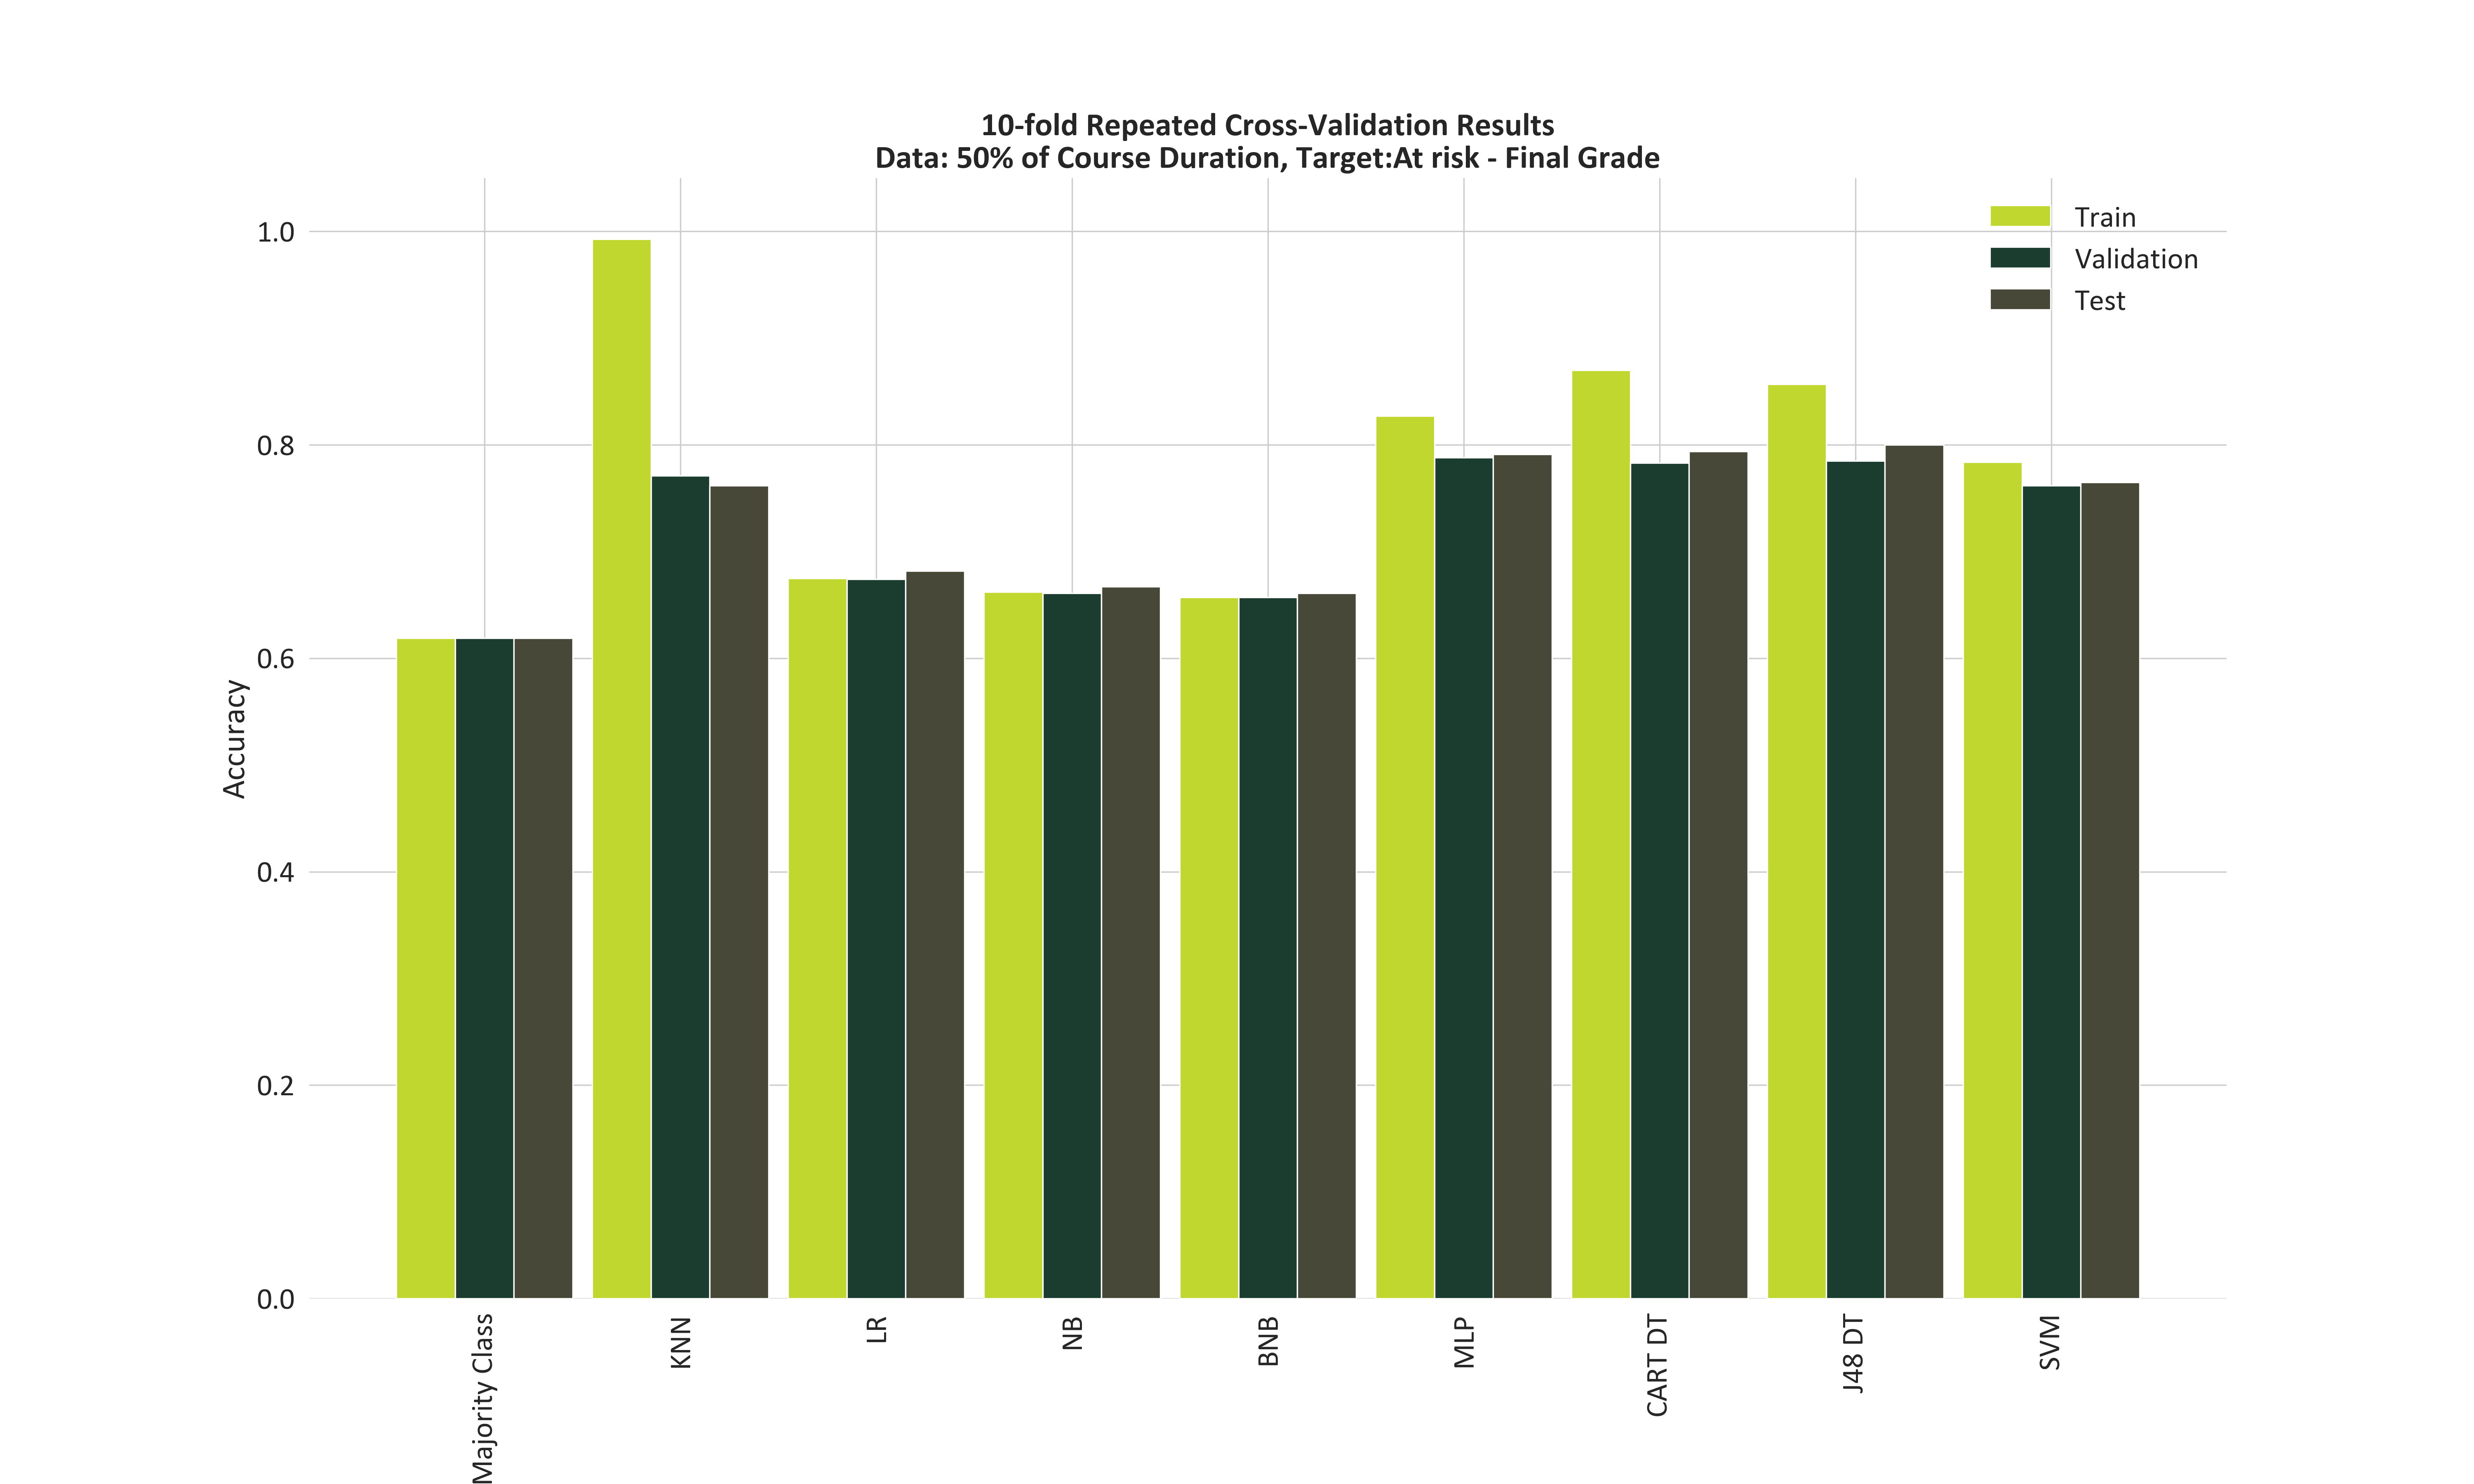 10-fold Repeated Cross-Validation Results
Data: 50% of Course Duration, Target:At risk - Final Grade
Train
Validation
Test
Accuracy
1.0
0.8
0.6
0.4
0.2
0.0
Majority Class
KNN
LR
NB
BNB
MLP
CART DT
J48 DT
SVM